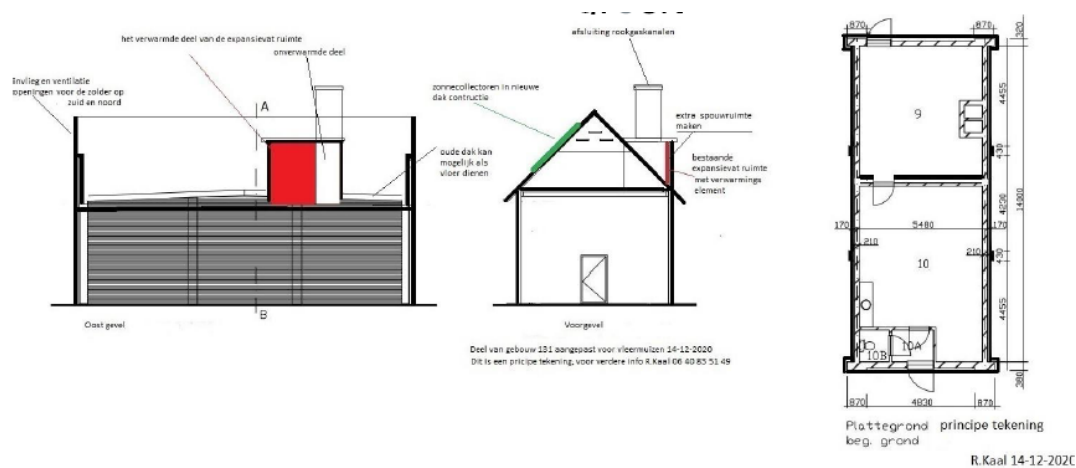 het verwarmde deel van de expansievat ruimte
onverwarmde deel
Invlieg en ventilatie
openingen voor de zolder op
zuid en noord
A
oude dak kan
mogelijk als
vloer dienen
B
Oost gevel
afsluiting rookgaskanalen
zonnecollectoren in nieuwe
dak contructie
extra spouwruimte
maken
bestaande
expansievat ruimte
met verwarmings
element
Voorgevel
Deel van gebouw 131 aangepast voor vleermuizen 14-12-2020
Dit is een pricipe tekening, voor verdere info R.Kaal 06 40 83 51 49
870
870
320
4455
9
430
4230
14000
170
5480
170
210
210
430
10
4455
10A
10B
380
870
4830
870
Plattegrond principe tekening
beg. grond
R.Kaal 14-12-2020